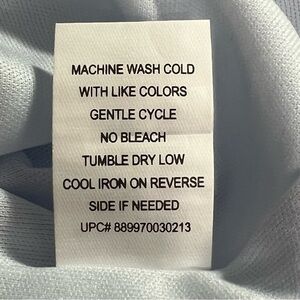 MACHINE WASH COLD
WITH LIKE COLORS
GENTLE CYCLE
NO BLEACH
TUMBLE DRY LOW
COOL IRON ON REVERSE
SIDE IF NEEDED
UPC# 889970030213